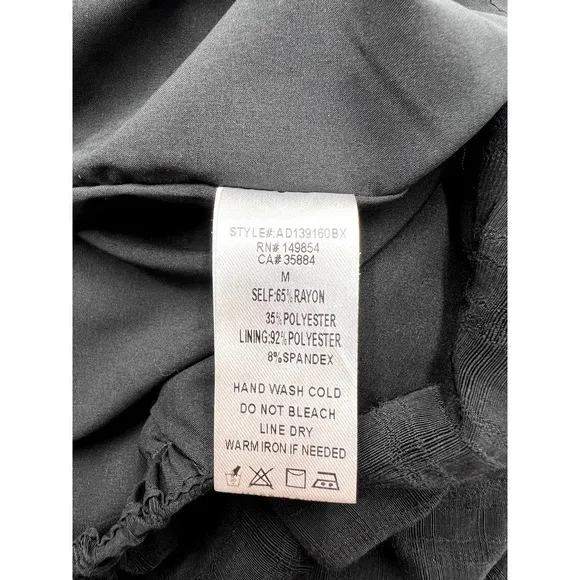 STYLE#:AD139160BX
RN# 149854
CA# 35884
M
SELF:65%RAYON
35%POLYESTER
LINING:92%POLYESTER
8%SPANDEX
HAND WASH COLD
DO NOT BLEACH
LINE DRY
WARM IRON IF NEEDED